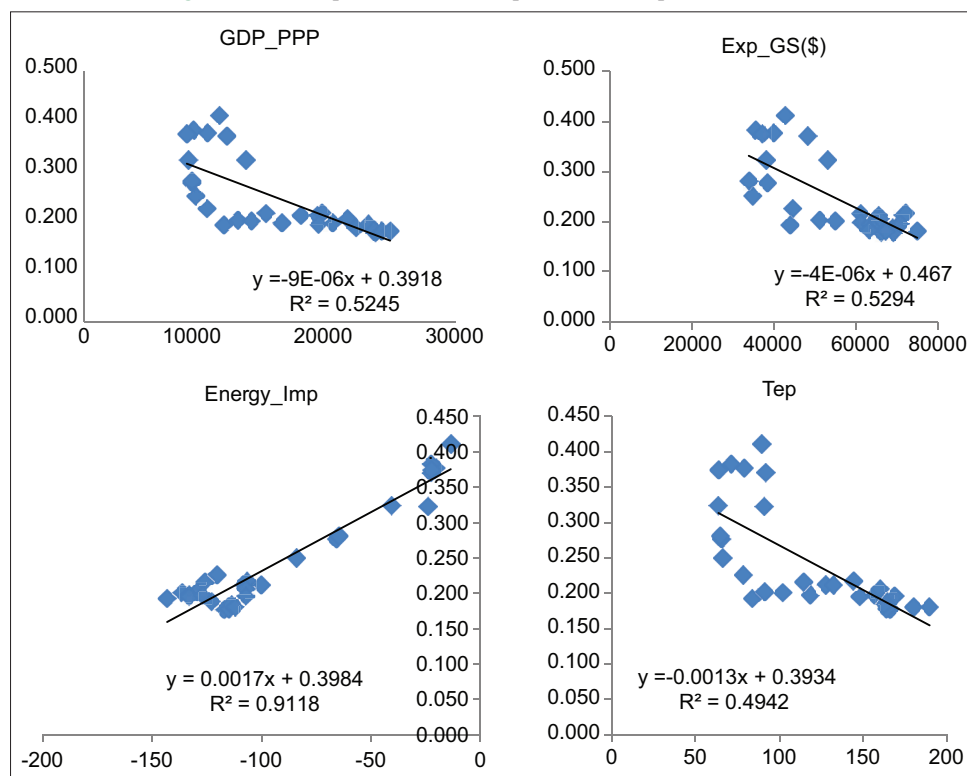 GDP_PPP
0.500
0.400
0.300
0.200
0.100
0.000
y =-9E-06x + 0.3918
R² = 0.5245
0 10000 20000 30000
Exp_GS($)
0.500
0.400
0.300
0.200
0.100
0.000
y =-4E-06x + 0.467
R² = 0.5294
0 20000 40000 60000 80000
Energy_Imp
0.450
0.400
0.350
0.300
0.250
0.200
0.150
0.100
0.050
0.000
y = 0.0017x + 0.3984
R² = 0.9118
-200 -150 -100 -50 0
Tep
0.450
0.400
0.350
0.300
0.250
0.200
0.150
0.100
0.050
0.000
y =-0.0013x + 0.3934
R² = 0.4942
0 50 100 150 200